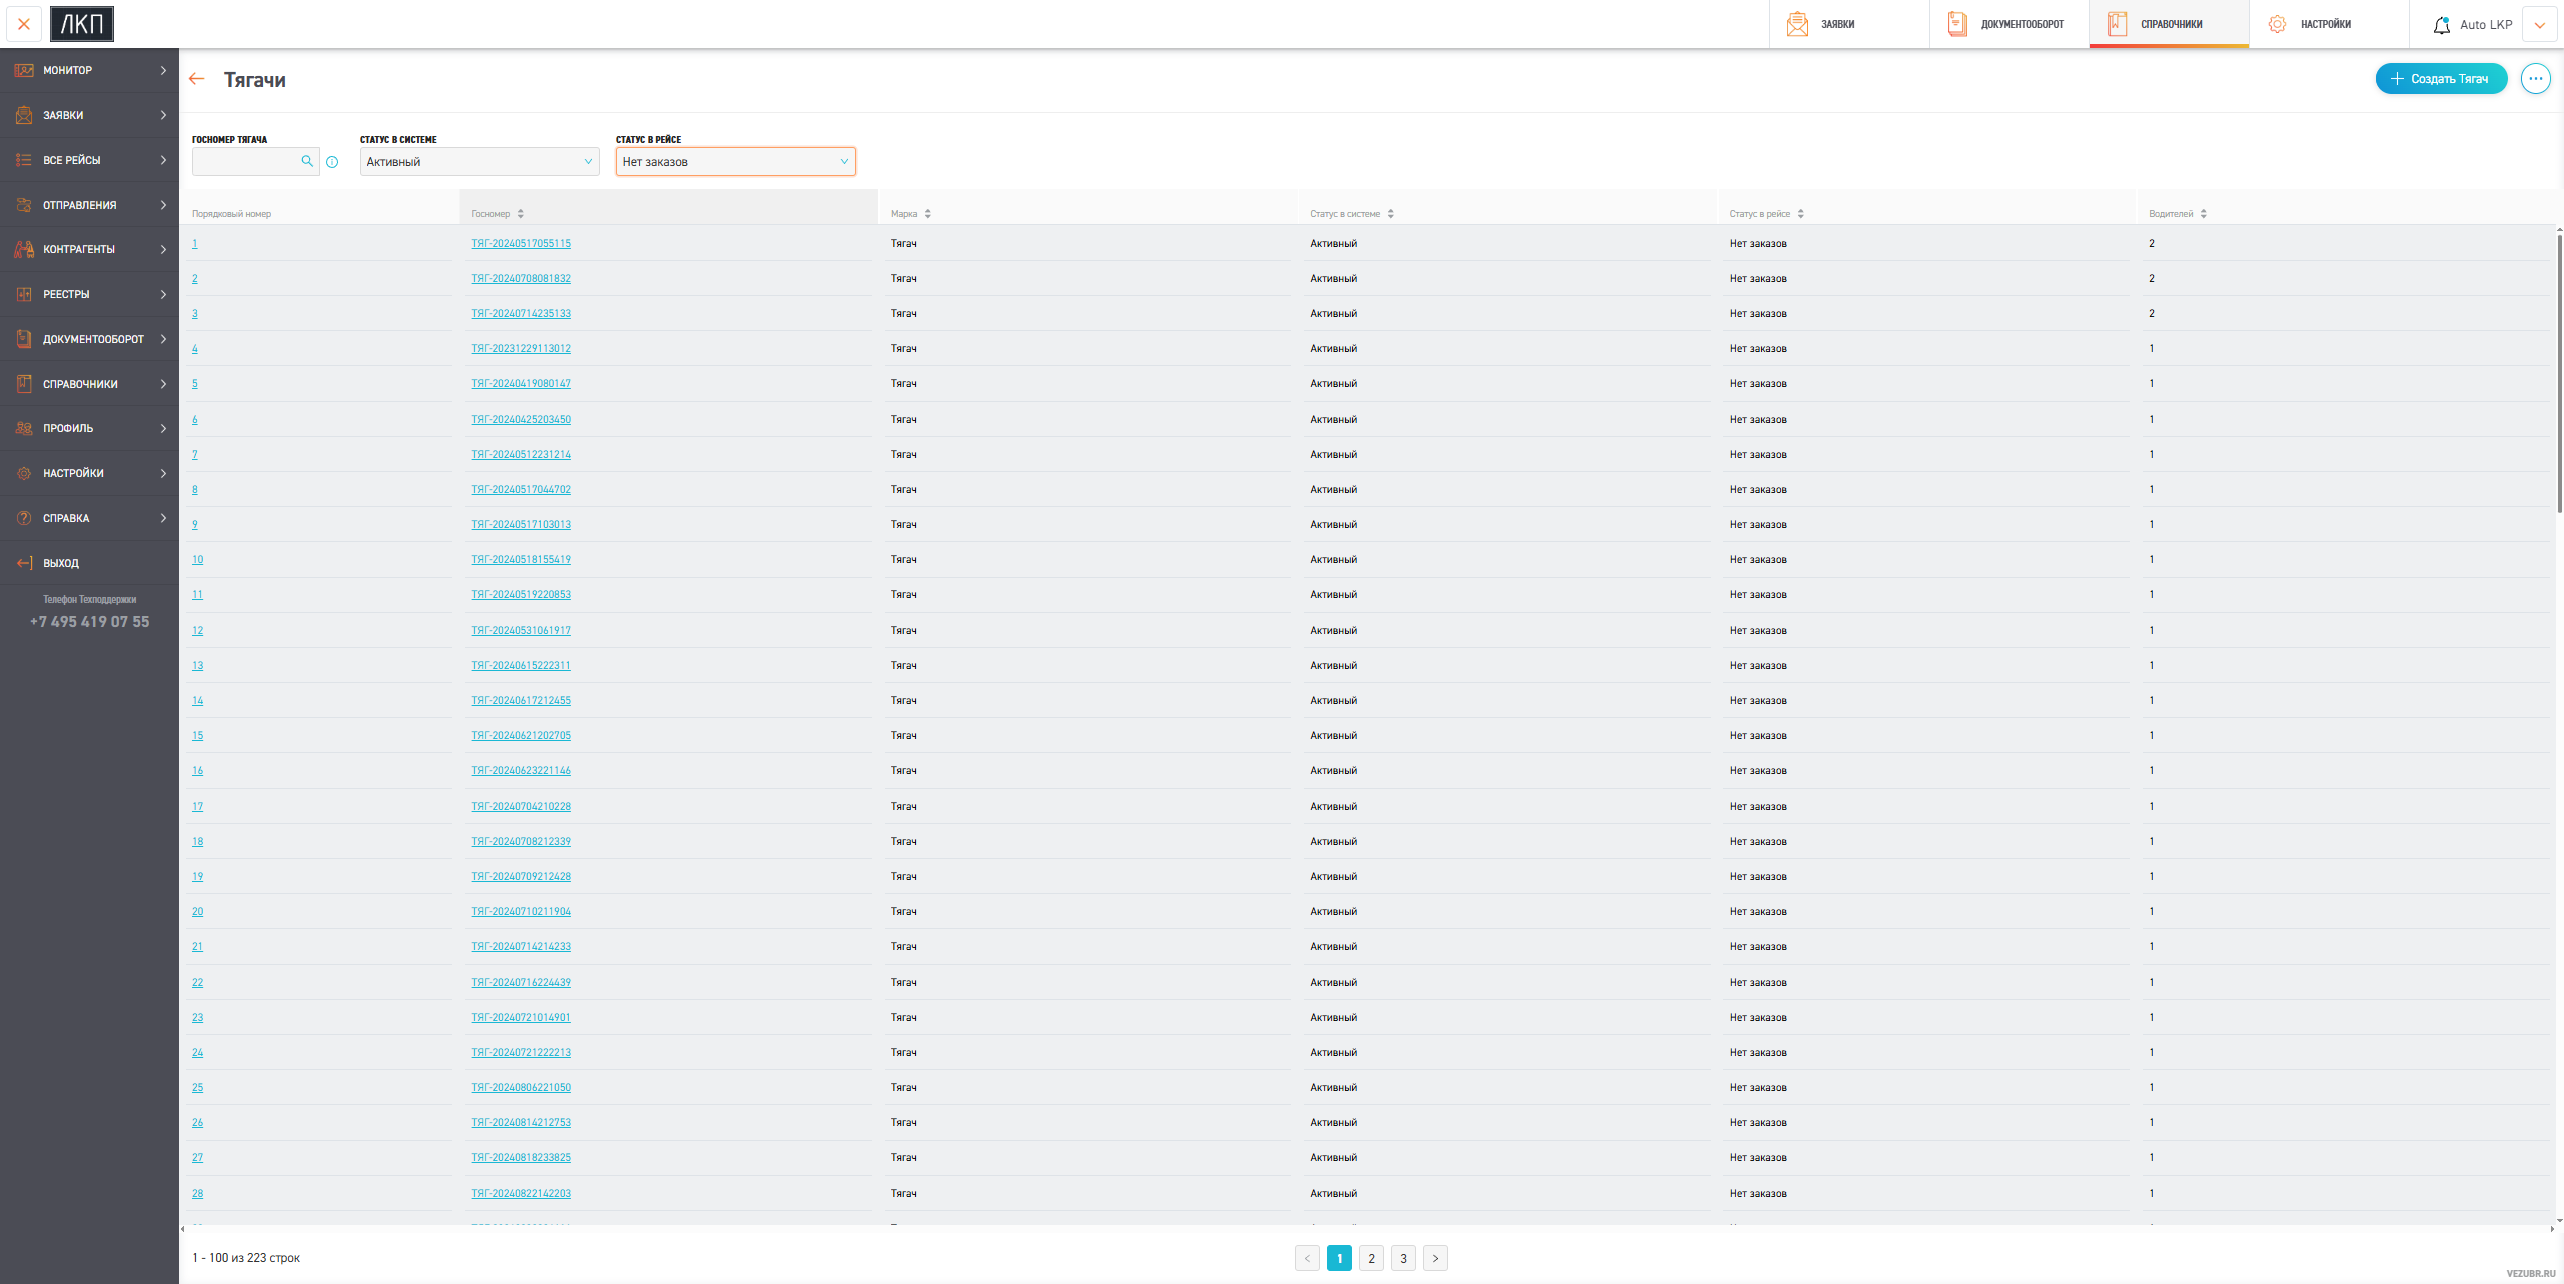 ЛКП
ЗАЯВКИ
ДОКУМЕНТООБОРОТ
СПРАВОЧНИКИ
НАСТРОЙКИ
Auto LKP
МОНИТОР
ЗАЯВКИ
ВСЕ РЕЙСЫ
ОТПРАВЛЕНИЯ
КОНТРАГЕНТЫ
РЕЕСТРЫ
ДОКУМЕНТООБОРОТ
СПРАВОЧНИКИ
ПРОФИЛЬ
НАСТРОЙКИ
СПРАВКА
ВЫХОД
Телефон Техподдержки
+7 495 419 07 55
Тягачи
Создать Тягач
ГОСНОМЕР ТЯГАЧА
СТАТУС В СИСТЕМЕ
Активный
СТАТУС В РЕЙСЕ
Нет заказов
Порядковый номер Госномер Марка Статус в системе Статус в рейсе Водителей
1 ТЯГ-20240517055115 Тягач Активный Нет заказов 2
2 ТЯГ-20240708081832 Тягач Активный Нет заказов 2
3 ТЯГ-20240714235133 Тягач Активный Нет заказов 2
4 ТЯГ-20231229113012 Тягач Активный Нет заказов 1
5 ТЯГ-20240419080147 Тягач Активный Нет заказов 1
6 ТЯГ-20240425203450 Тягач Активный Нет заказов 1
7 ТЯГ-20240512231214 Тягач Активный Нет заказов 1
8 ТЯГ-20240517044702 Тягач Активный Нет заказов 1
9 ТЯГ-20240517103013 Тягач Активный Нет заказов 1
10 ТЯГ-20240518155419 Тягач Активный Нет заказов 1
11 ТЯГ-20240519220853 Тягач Активный Нет заказов 1
12 ТЯГ-20240531061917 Тягач Активный Нет заказов 1
13 ТЯГ-20240615222311 Тягач Активный Нет заказов 1
14 ТЯГ-20240617212455 Тягач Активный Нет заказов 1
15 ТЯГ-20240621202705 Тягач Активный Нет заказов 1
16 ТЯГ-20240623221146 Тягач Активный Нет заказов 1
17 ТЯГ-20240704210228 Тягач Активный Нет заказов 1
18 ТЯГ-20240708212339 Тягач Активный Нет заказов 1
19 ТЯГ-20240709212428 Тягач Активный Нет заказов 1
20 ТЯГ-20240710211904 Тягач Активный Нет заказов 1
21 ТЯГ-20240714214233 Тягач Активный Нет заказов 1
22 ТЯГ-20240716224439 Тягач Активный Нет заказов 1
23 ТЯГ-20240721014901 Тягач Активный Нет заказов 1
24 ТЯГ-20240721222213 Тягач Активный Нет заказов 1
25 ТЯГ-20240806221050 Тягач Активный Нет заказов 1
26 ТЯГ-20240814212753 Тягач Активный Нет заказов 1
27 ТЯГ-20240818233825 Тягач Активный Нет заказов 1
28 ТЯГ-20240822142203 Тягач Активный Нет заказов 1
1 - 100 из 223 строк
1 2 3
VEZUBR.RU